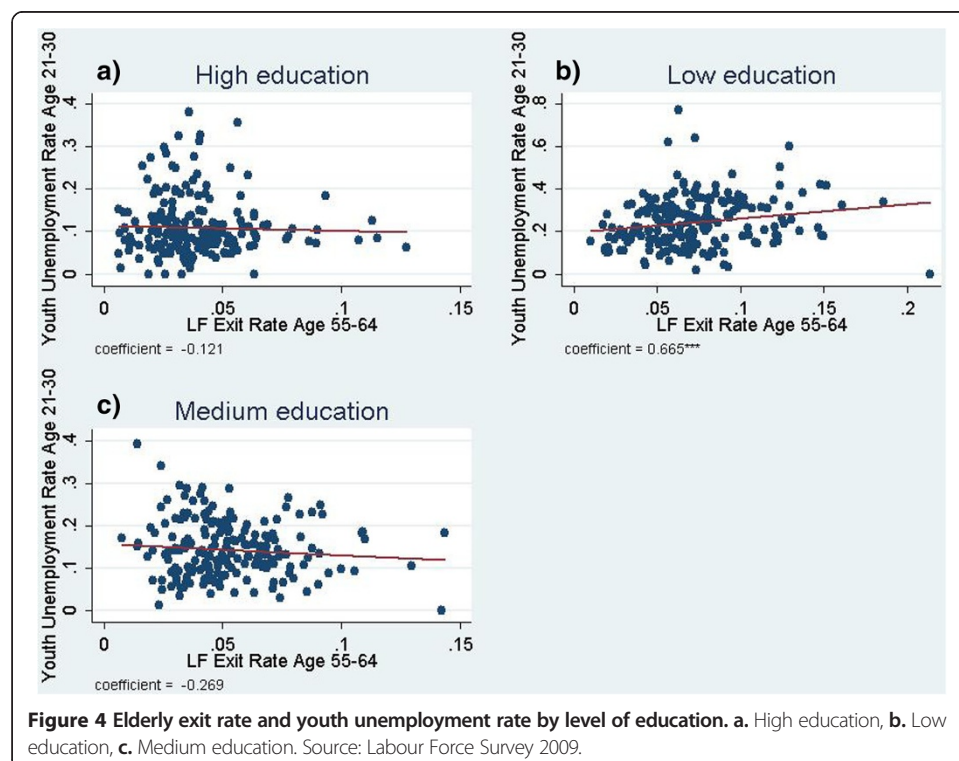 a)
High education
Youth Unemployment Rate Age 21-30
.4
.3
.2
.1
0
0 .05 .1 .15
LF Exit Rate Age 55-64
coefficient = -0.121
b)
Low education
Youth Unemployment Rate Age 21-30
.8
.6
.4
.2
0
0 .05 .1 .15 .2
LF Exit Rate Age 55-64
coefficient = 0.665***
c)
Medium education
Youth Unemployment Rate Age 21-30
.4
.3
.2
.1
0
0 .05 .1 .15
LF Exit Rate Age 55-64
coefficient = -0.269
Figure 4 Elderly exit rate and youth unemployment rate by level of education. a. High education, b. Low
education, c. Medium education. Source: Labour Force Survey 2009.